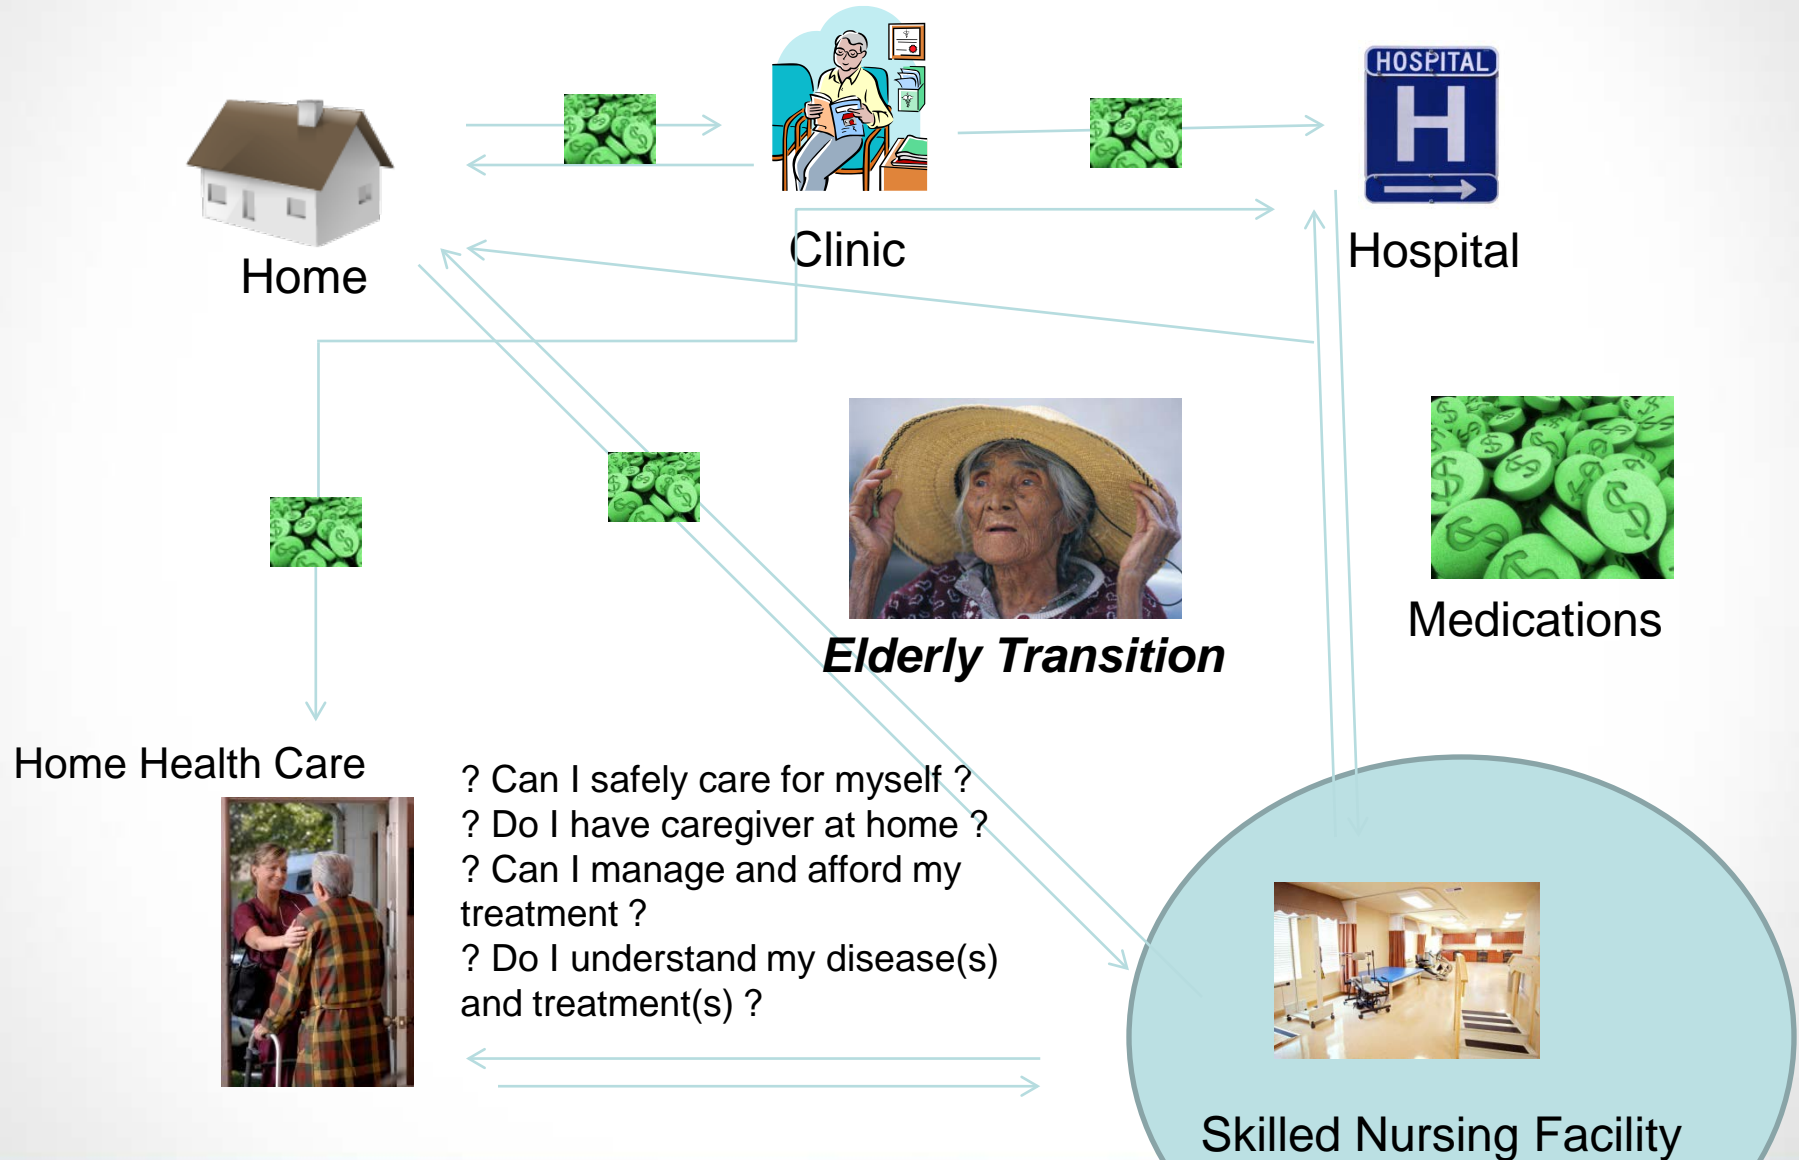 HOSPITAL
H
Home
Clinic
Hospital
Medications
Elderly Transition
Home Health Care
? Can I safely care for myself ?
? Do I have caregiver at home ?
? Can I manage and afford my
treatment ?
? Do I understand my disease(s)
and treatment(s) ?
Skilled Nursing Facility